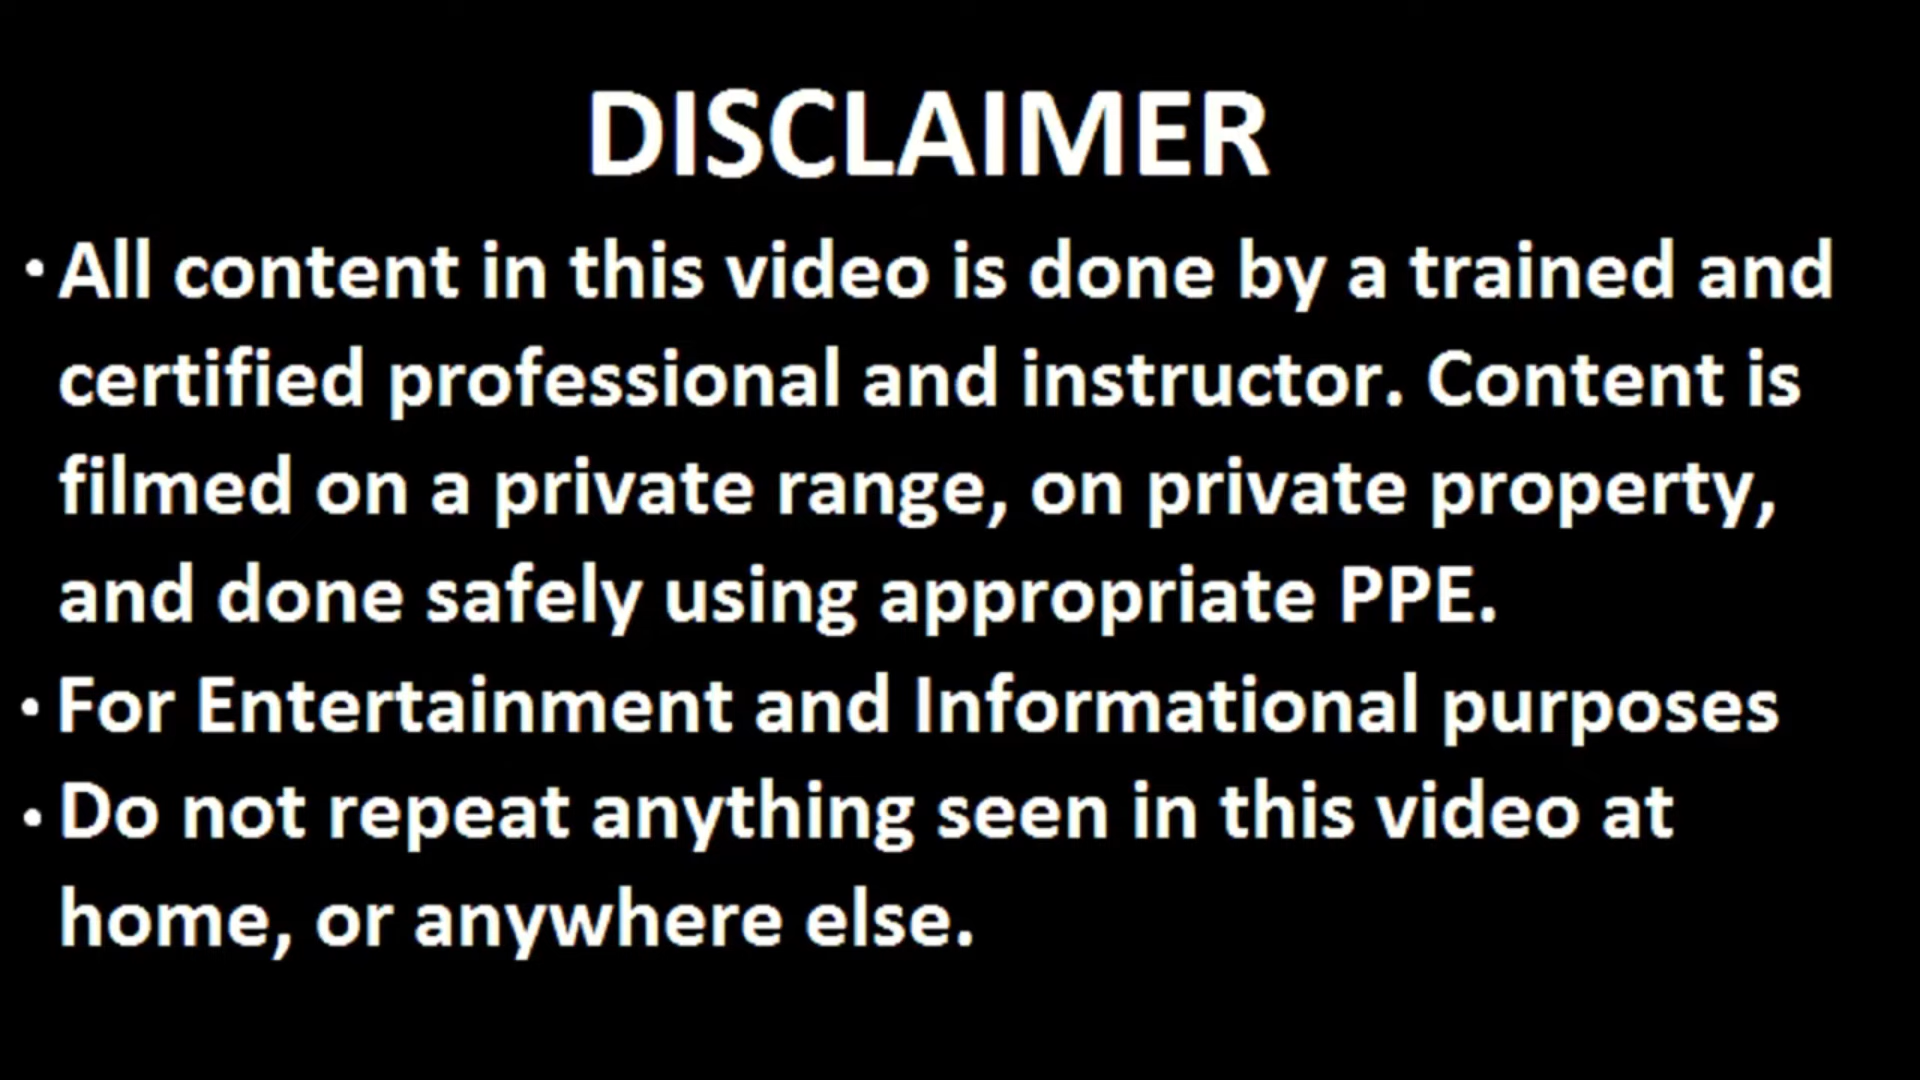 DISCLAIMER
• All content in this video is done by a trained and
certified professional and instructor. Content is
filmed on a private range, on private property,
and done safely using appropriate PPE.
• For Entertainment and Informational purposes
• Do not repeat anything seen in this video at
home, or anywhere else.